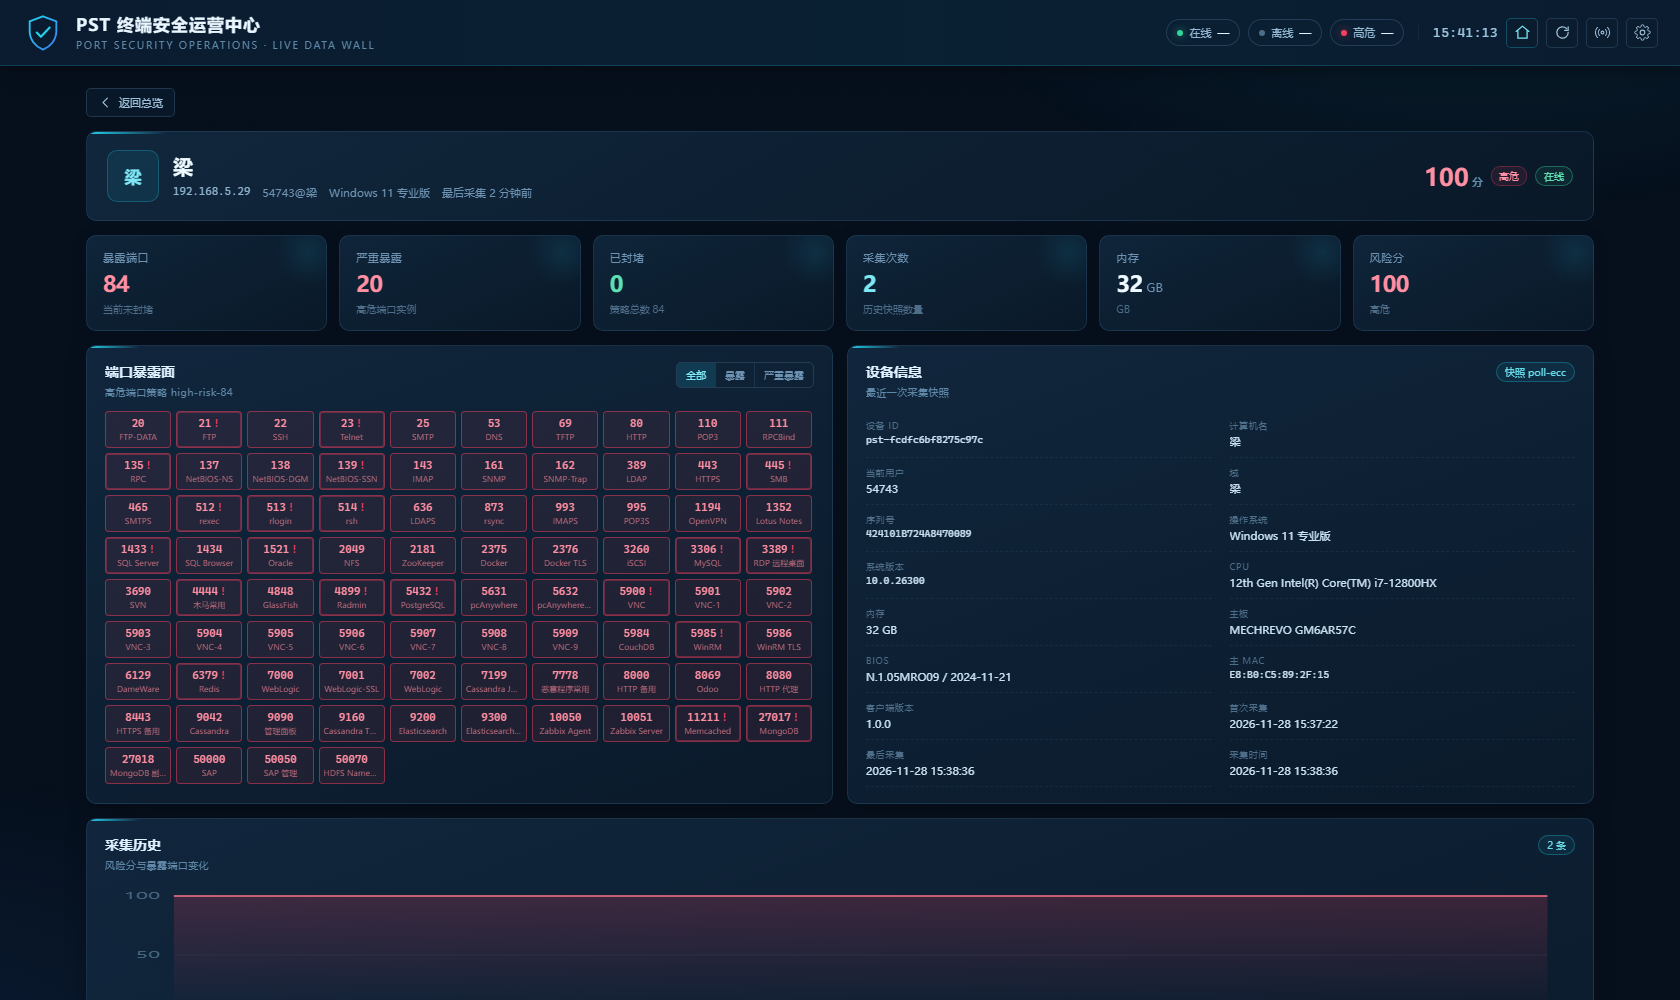 PST 终端安全运营中心
PORT SECURITY OPERATIONS · LIVE DATA WALL
在线 —
离线 —
高危 —
15:41:13
返回总览
梁
梁
192.168.5.29 54743@梁 Windows 11 专业版 最后采集 2 分钟前
100 分 高危 在线
暴露端口
84
当前未封堵
严重暴露
20
高危端口实例
已封堵
0
策略总数 84
采集次数
2
历史快照数量
内存
32 GB
GB
风险分
100
高危
端口暴露面
高危端口策略 high-risk-84
全部 暴露 严重暴露
20 21 ! 22 23 ! 25 53 69 80 110 111
FTP-DATA FTP SSH Telnet SMTP DNS TFTP HTTP POP3 RPCBind
135 ! 137 138 139 ! 143 161 162 389 443 445 !
RPC NetBIOS-NS NetBIOS-DGM NetBIOS-SSN IMAP SNMP SNMP-Trap LDAP HTTPS SMB
465 512 ! 513 ! 514 ! 636 873 993 995 1194 1352
SMTPS rexec rlogin rsh LDAPS rsync IMAPS POP3S OpenVPN Lotus Notes
1433 ! 1434 1521 ! 2049 2181 2375 2376 3260 3306 ! 3389 !
SQL Server SQL Browser Oracle NFS ZooKeeper Docker Docker TLS iSCSI MySQL RDP 远程桌面
3690 4444 ! 4848 4899 ! 5432 ! 5631 5632 5900 ! 5901 5902
SVN 木马常用 GlassFish Radmin PostgreSQL pcAnywhere pcAnywhere... VNC VNC-1 VNC-2
5903 5904 5905 5906 5907 5908 5909 5984 5985 ! 5986
VNC-3 VNC-4 VNC-5 VNC-6 VNC-7 VNC-8 VNC-9 CouchDB WinRM WinRM TLS
6129 6379 ! 7000 7001 7002 7199 7778 8000 8069 8080
DameWare Redis WebLogic WebLogic-SSL WebLogic Cassandra J... 恶意程序常用 HTTP 备用 Odoo HTTP 代理
8443 9042 9090 9160 9200 9300 10050 10051 11211 ! 27017 !
HTTPS 备用 Cassandra 管理面板 Cassandra T... Elasticsearch Elasticsearch... Zabbix Agent Zabbix Server Memcached MongoDB
27018 50000 50050 50070
MongoDB 副... SAP SAP 管理 HDFS Name...
设备信息
最近一次采集快照
快照 poll-ecc
设备 ID
pst-fcdfc6bf8275c97c
计算机名
梁
当前用户
54743
域
梁
序列号
424101B724A8470089
操作系统
Windows 11 专业版
系统版本
10.0.26300
CPU
12th Gen Intel(R) Core(TM) i7-12800HX
内存
32 GB
主板
MECHREVO GM6AR57C
BIOS
N.1.05MRO09 / 2024-11-21
主 MAC
E8:B0:C5:89:2F:15
客户端版本
1.0.0
首次采集
2026-11-28 15:37:22
最后采集
2026-11-28 15:38:36
采集时间
2026-11-28 15:38:36
采集历史
风险分与暴露端口变化
2 条
100
50